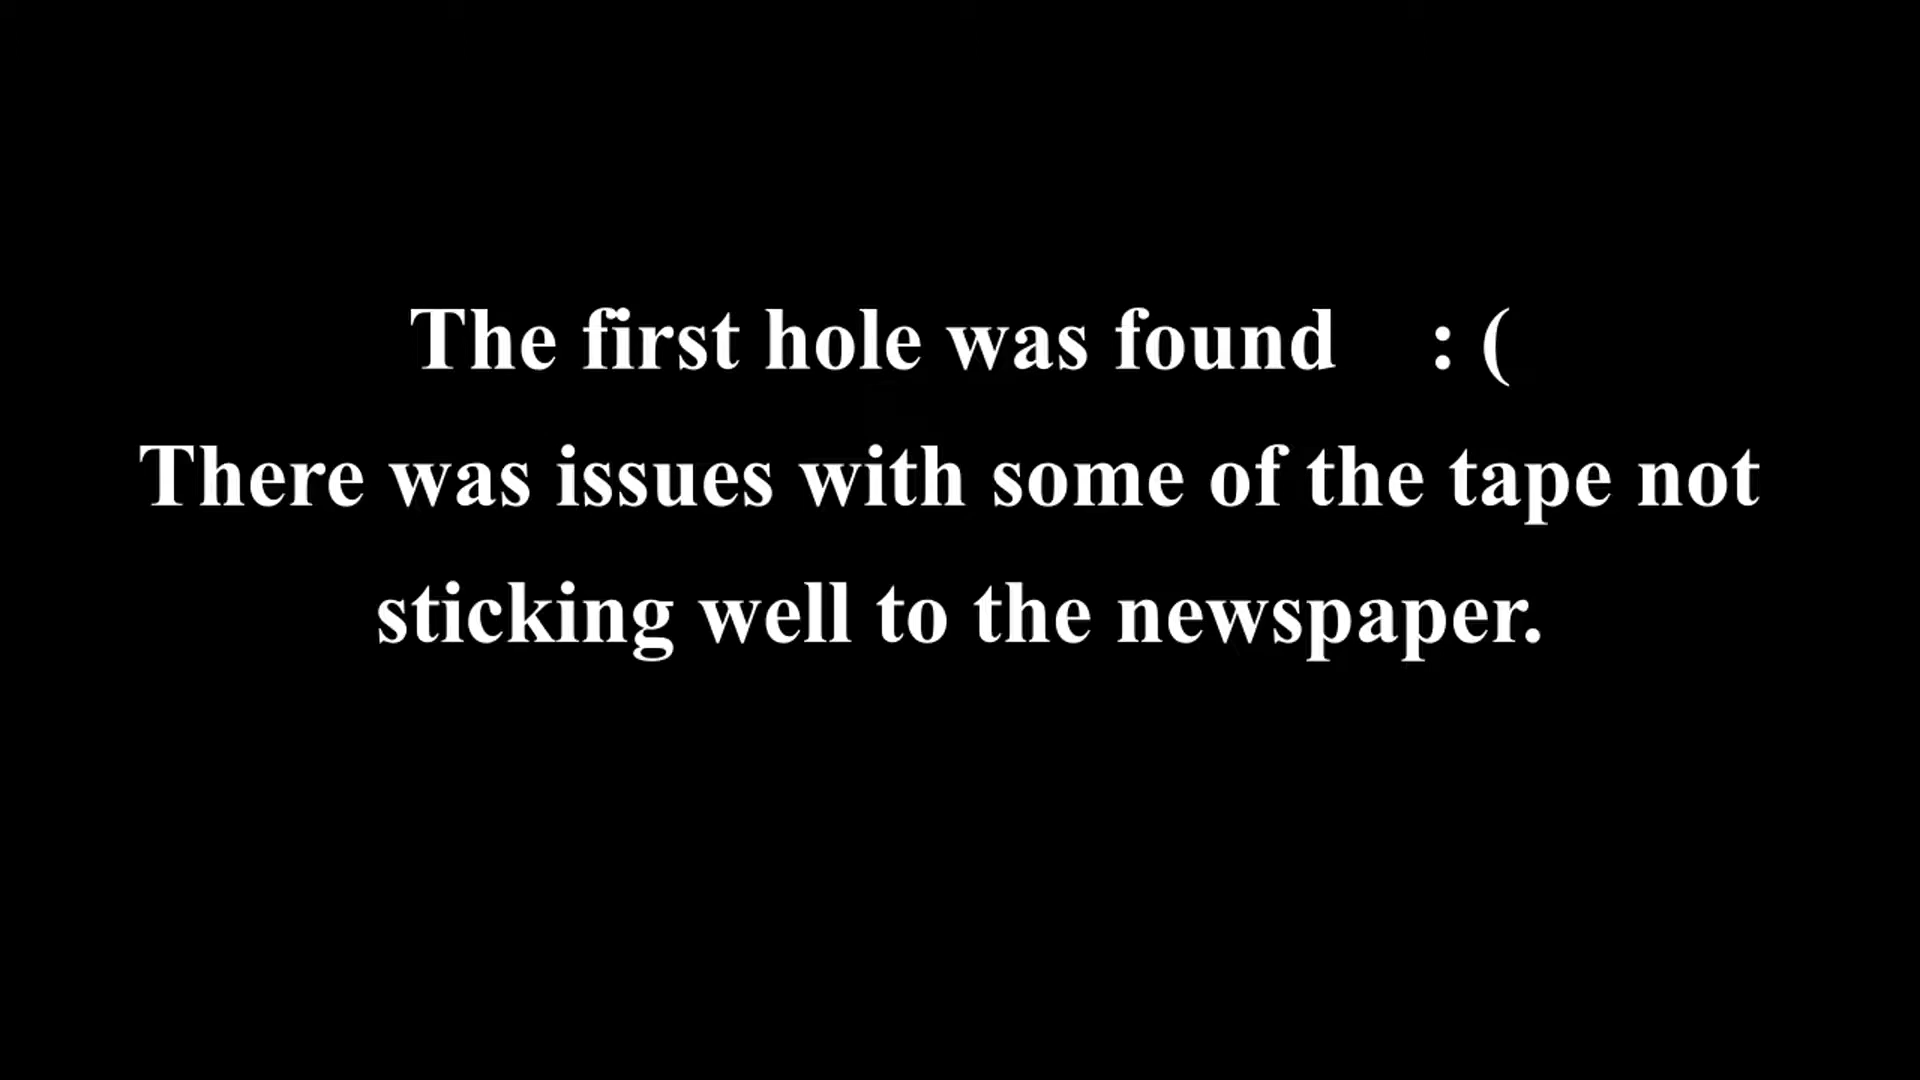 The first hole was found : (
There was issues with some of the tape not
sticking well to the newspaper.